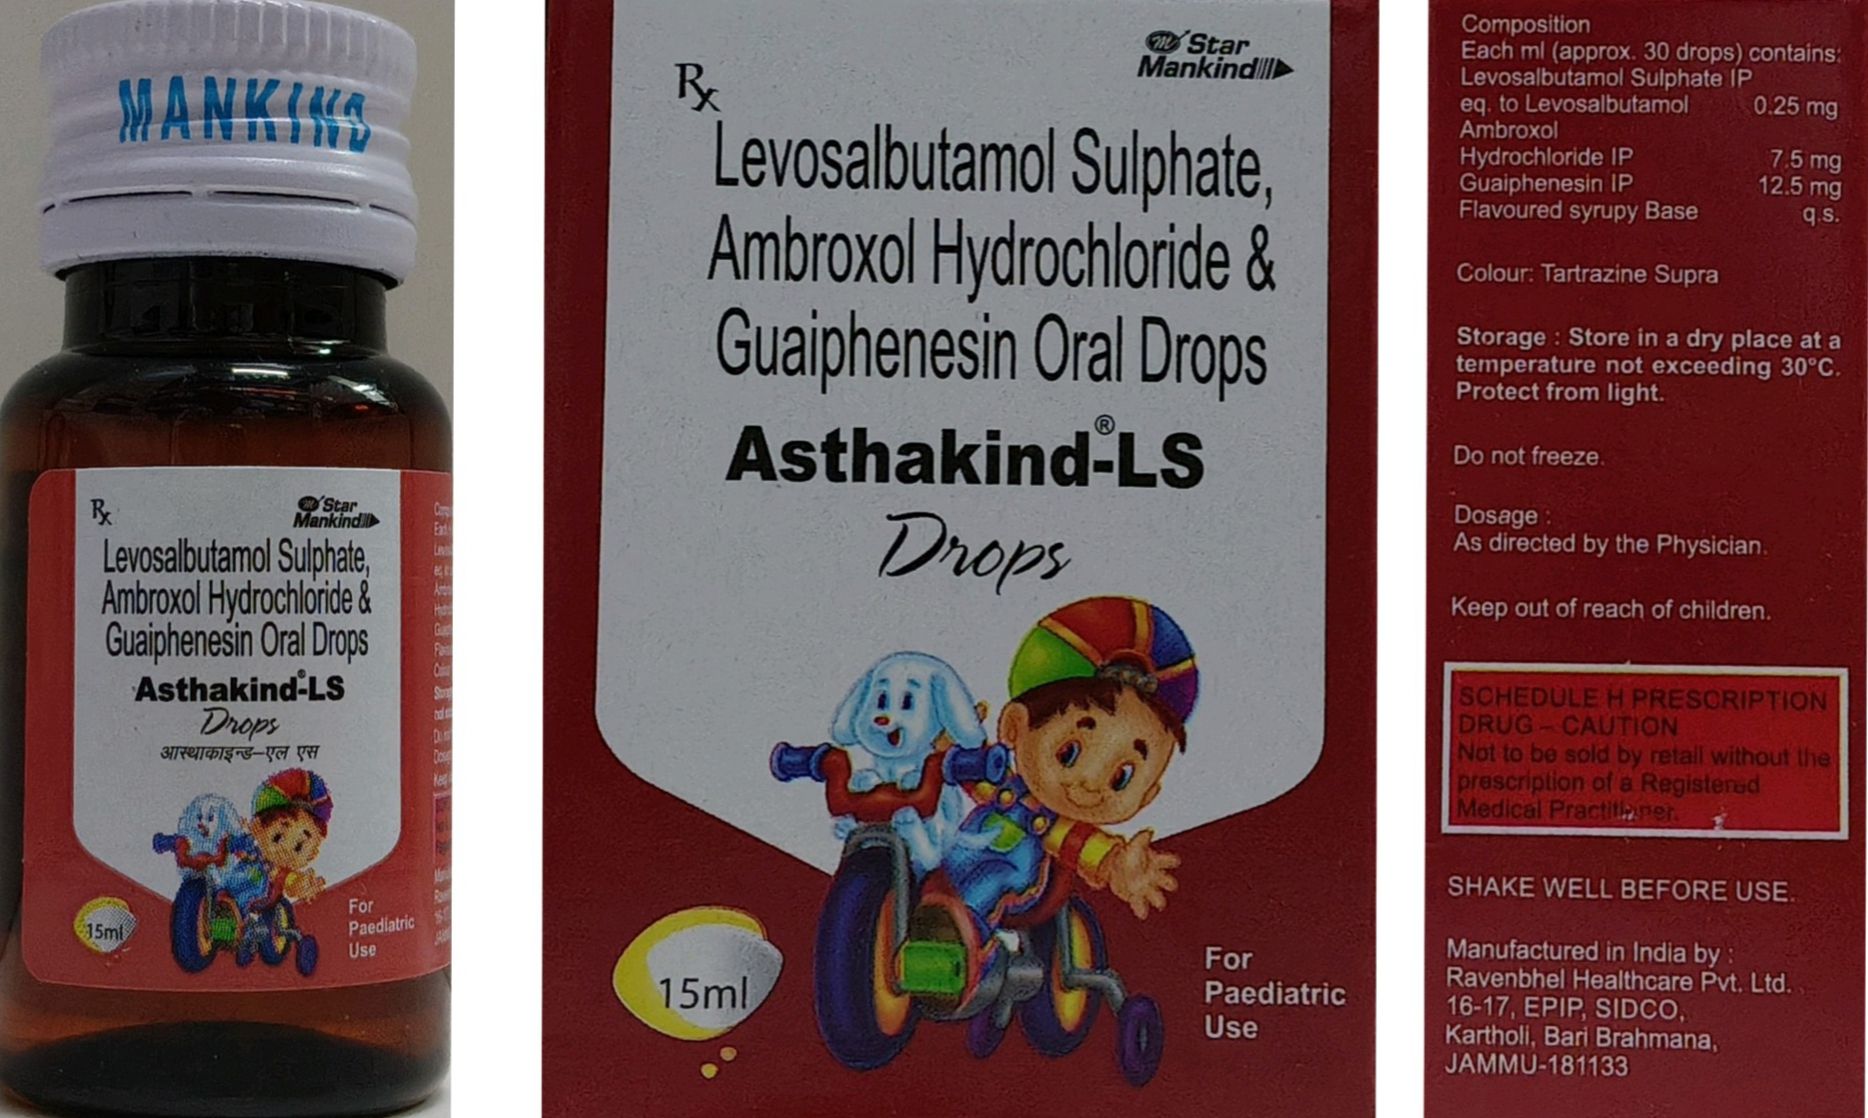 MANKIND
Rx
Star
Mankind
Levosalbutamol Sulphate,
Ambroxol Hydrochloride &
Guaiphenesin Oral Drops
Asthakind®-LS
Drops
आस्थाकाइन्ड–एल एस
15ml
For
Paediatric
Use
Rx
Star
Mankind
Levosalbutamol Sulphate,
Ambroxol Hydrochloride &
Guaiphenesin Oral Drops
Asthakind®-LS
Drops
15ml
For
Paediatric
Use
Composition
Each ml (approx. 30 drops) contains:
Levosalbutamol Sulphate IP
eq. to Levosalbutamol 0.25 mg
Ambroxol
Hydrochloride IP 7.5 mg
Guaiphenesin IP 12.5 mg
Flavoured syrupy Base q.s.
Colour: Tartrazine Supra
Storage : Store in a dry place at a
temperature not exceeding 30°C.
Protect from light.
Do not freeze.
Dosage :
As directed by the Physician.
Keep out of reach of children.
SCHEDULE H PRESCRIPTION
DRUG – CAUTION
Not to be sold by retail without the
prescription of a Registered
Medical Practitioner.
SHAKE WELL BEFORE USE.
Manufactured in India by :
Ravenbhel Healthcare Pvt. Ltd.
16-17, EPIP, SIDCO,
Kartholi, Bari Brahmana,
JAMMU-181133